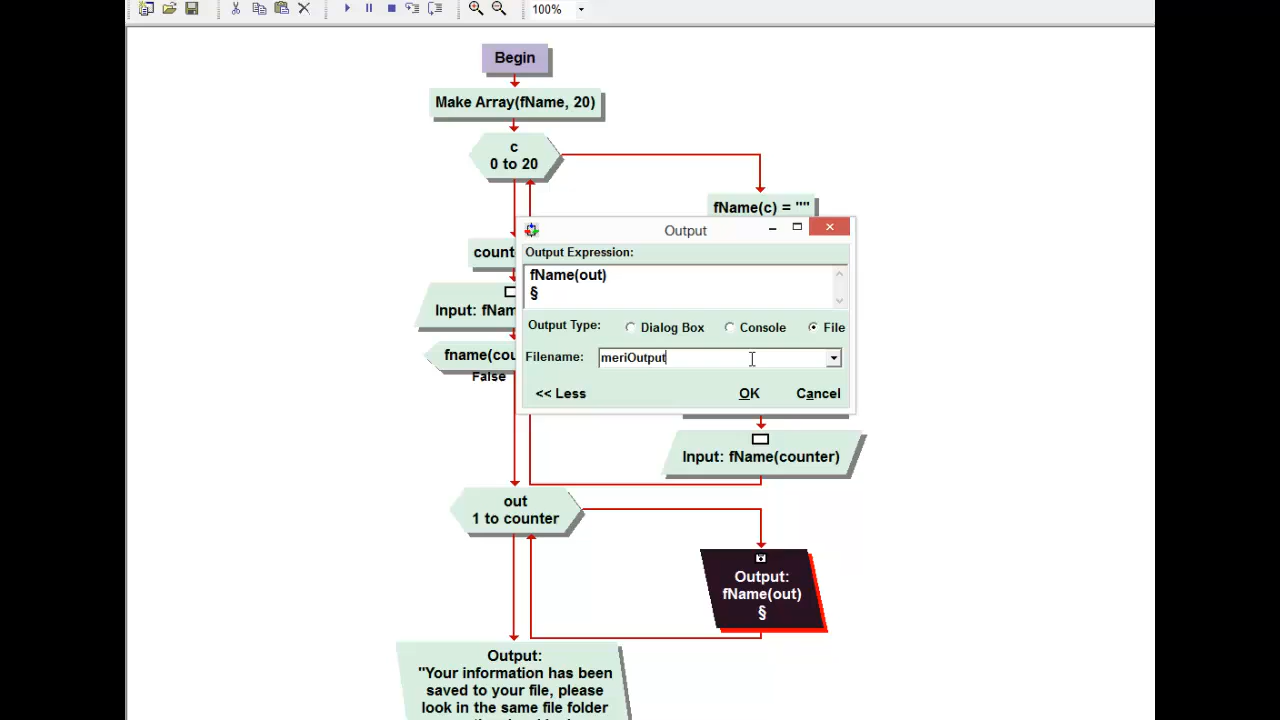 100%
Begin
Make Array(fName, 20)
c
0 to 20
fName(c) = ""
Output
Output Expression:
count
fName(out)
§
Input: fNam
Output Type:
Dialog Box
Console
File
fname(cou
Filename:
meriOutput
False
<< Less
OK
Cancel
Input: fName(counter)
out
1 to counter
Output:
fName(out)
§
Output:
"Your information has been
saved to your file, please
look in the same file folder